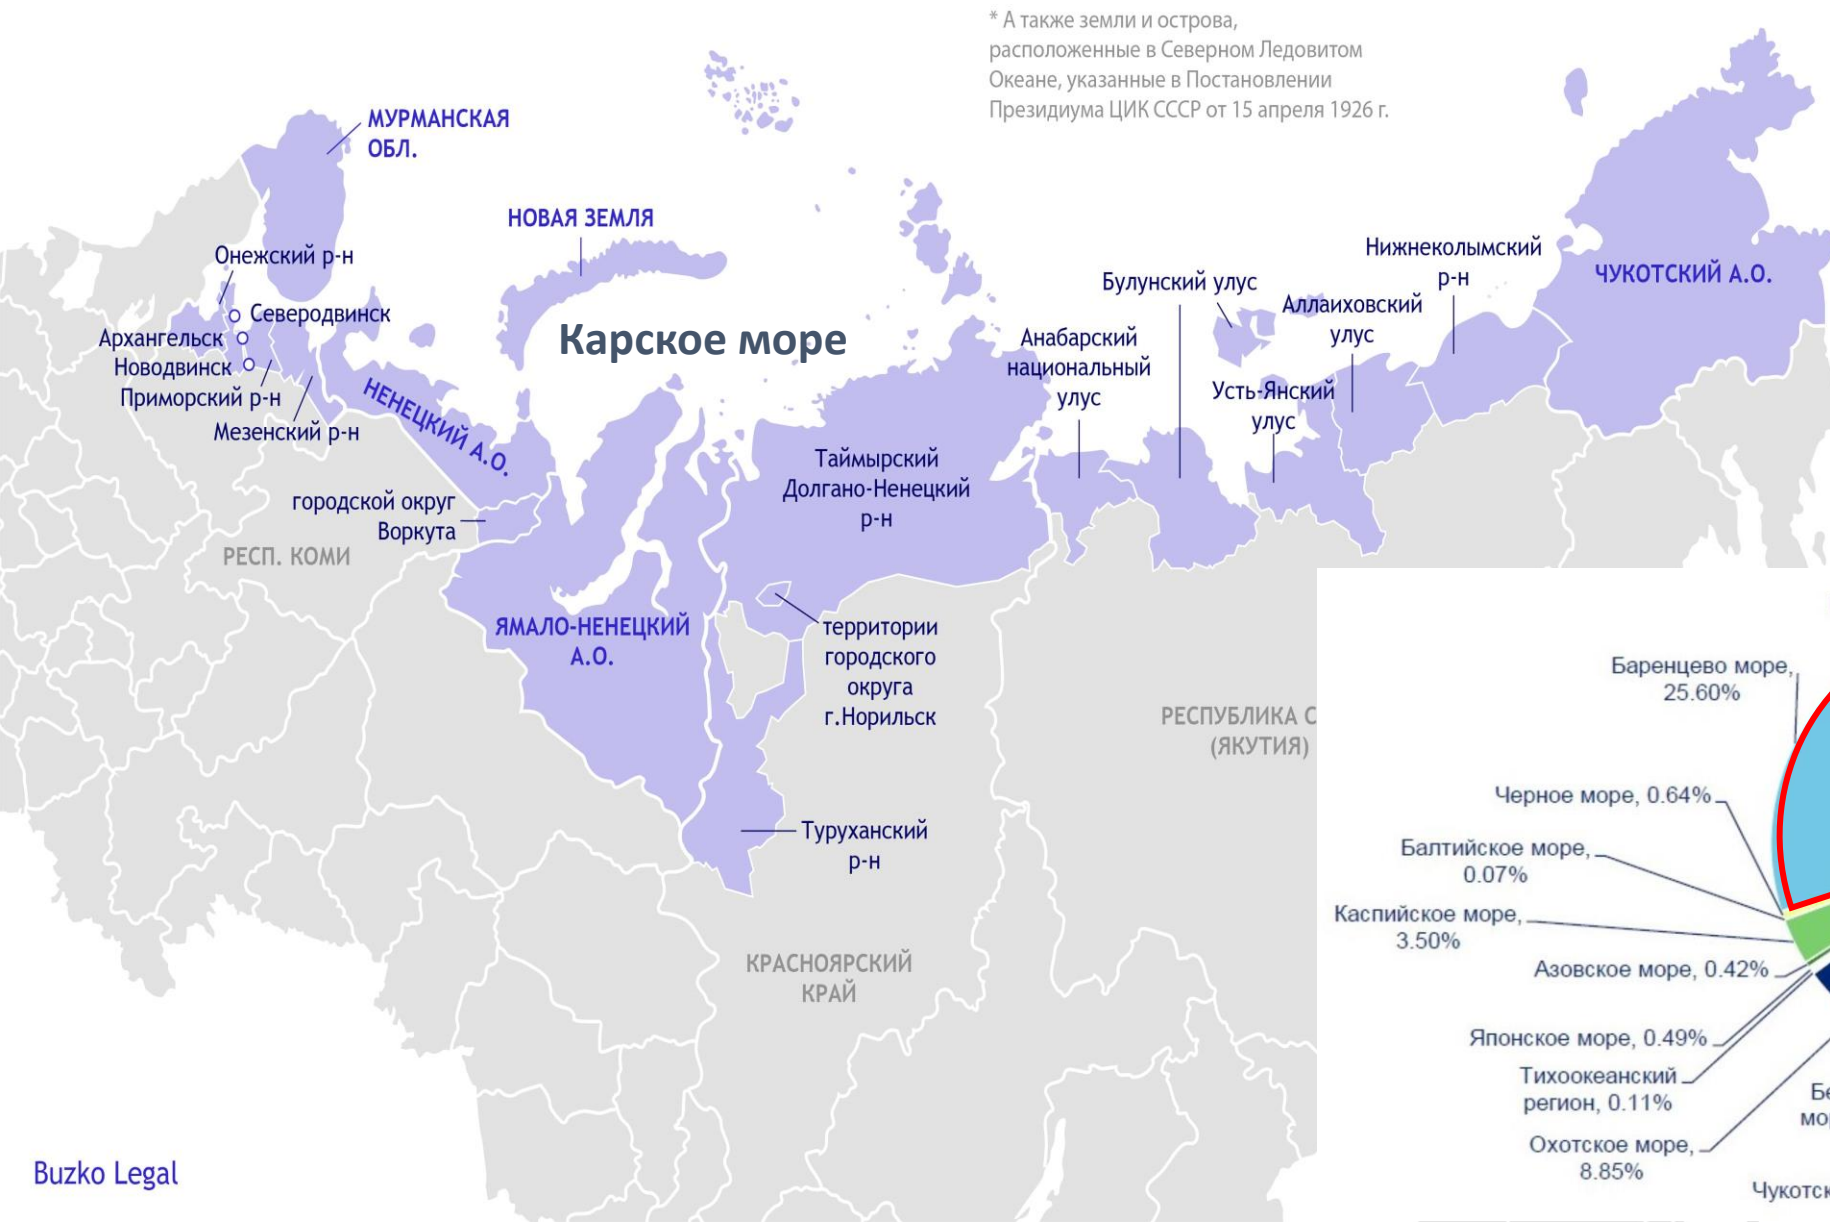 * А также земли и острова,
расположенные в Северном Ледовитом
Океане, указанные в Постановлении
Президиума ЦИК СССР от 15 апреля 1926 г.
МУРМАНСКАЯ
ОБЛ.
НОВАЯ ЗЕМЛЯ
Онежский р-н
Северодвинск
Архангельск
Новодвинск
Приморский р-н
Мезенский р-н
НЕНЕЦКИЙ А.О.
городской округ
Воркута
РЕСП. КОМИ
Карское море
ЯМАЛО-НЕНЕЦКИЙ
А.О.
Таймырский
Долгано-Ненецкий
р-н
территории
городского
округа
г.Норильск
Туруханский
р-н
КРАСНОЯРСКИЙ
КРАЙ
Анабарский
национальный
улус
Булунский улус
Усть-Янский
улус
Аллаиховский
улус
Нижнеколымский
р-н
ЧУКОТСКИЙ А.О.
РЕСПУБЛИКА С
(ЯКУТИЯ)
Баренцево море,
25.60%
Черное море, 0.64%
Балтийское море,
0.07%
Каспийское море,
3.50%
Азовское море, 0.42%
Японское море, 0.49%
Тихоокеанский
регион, 0.11%
Охотское море,
8.85%
Buzko Legal